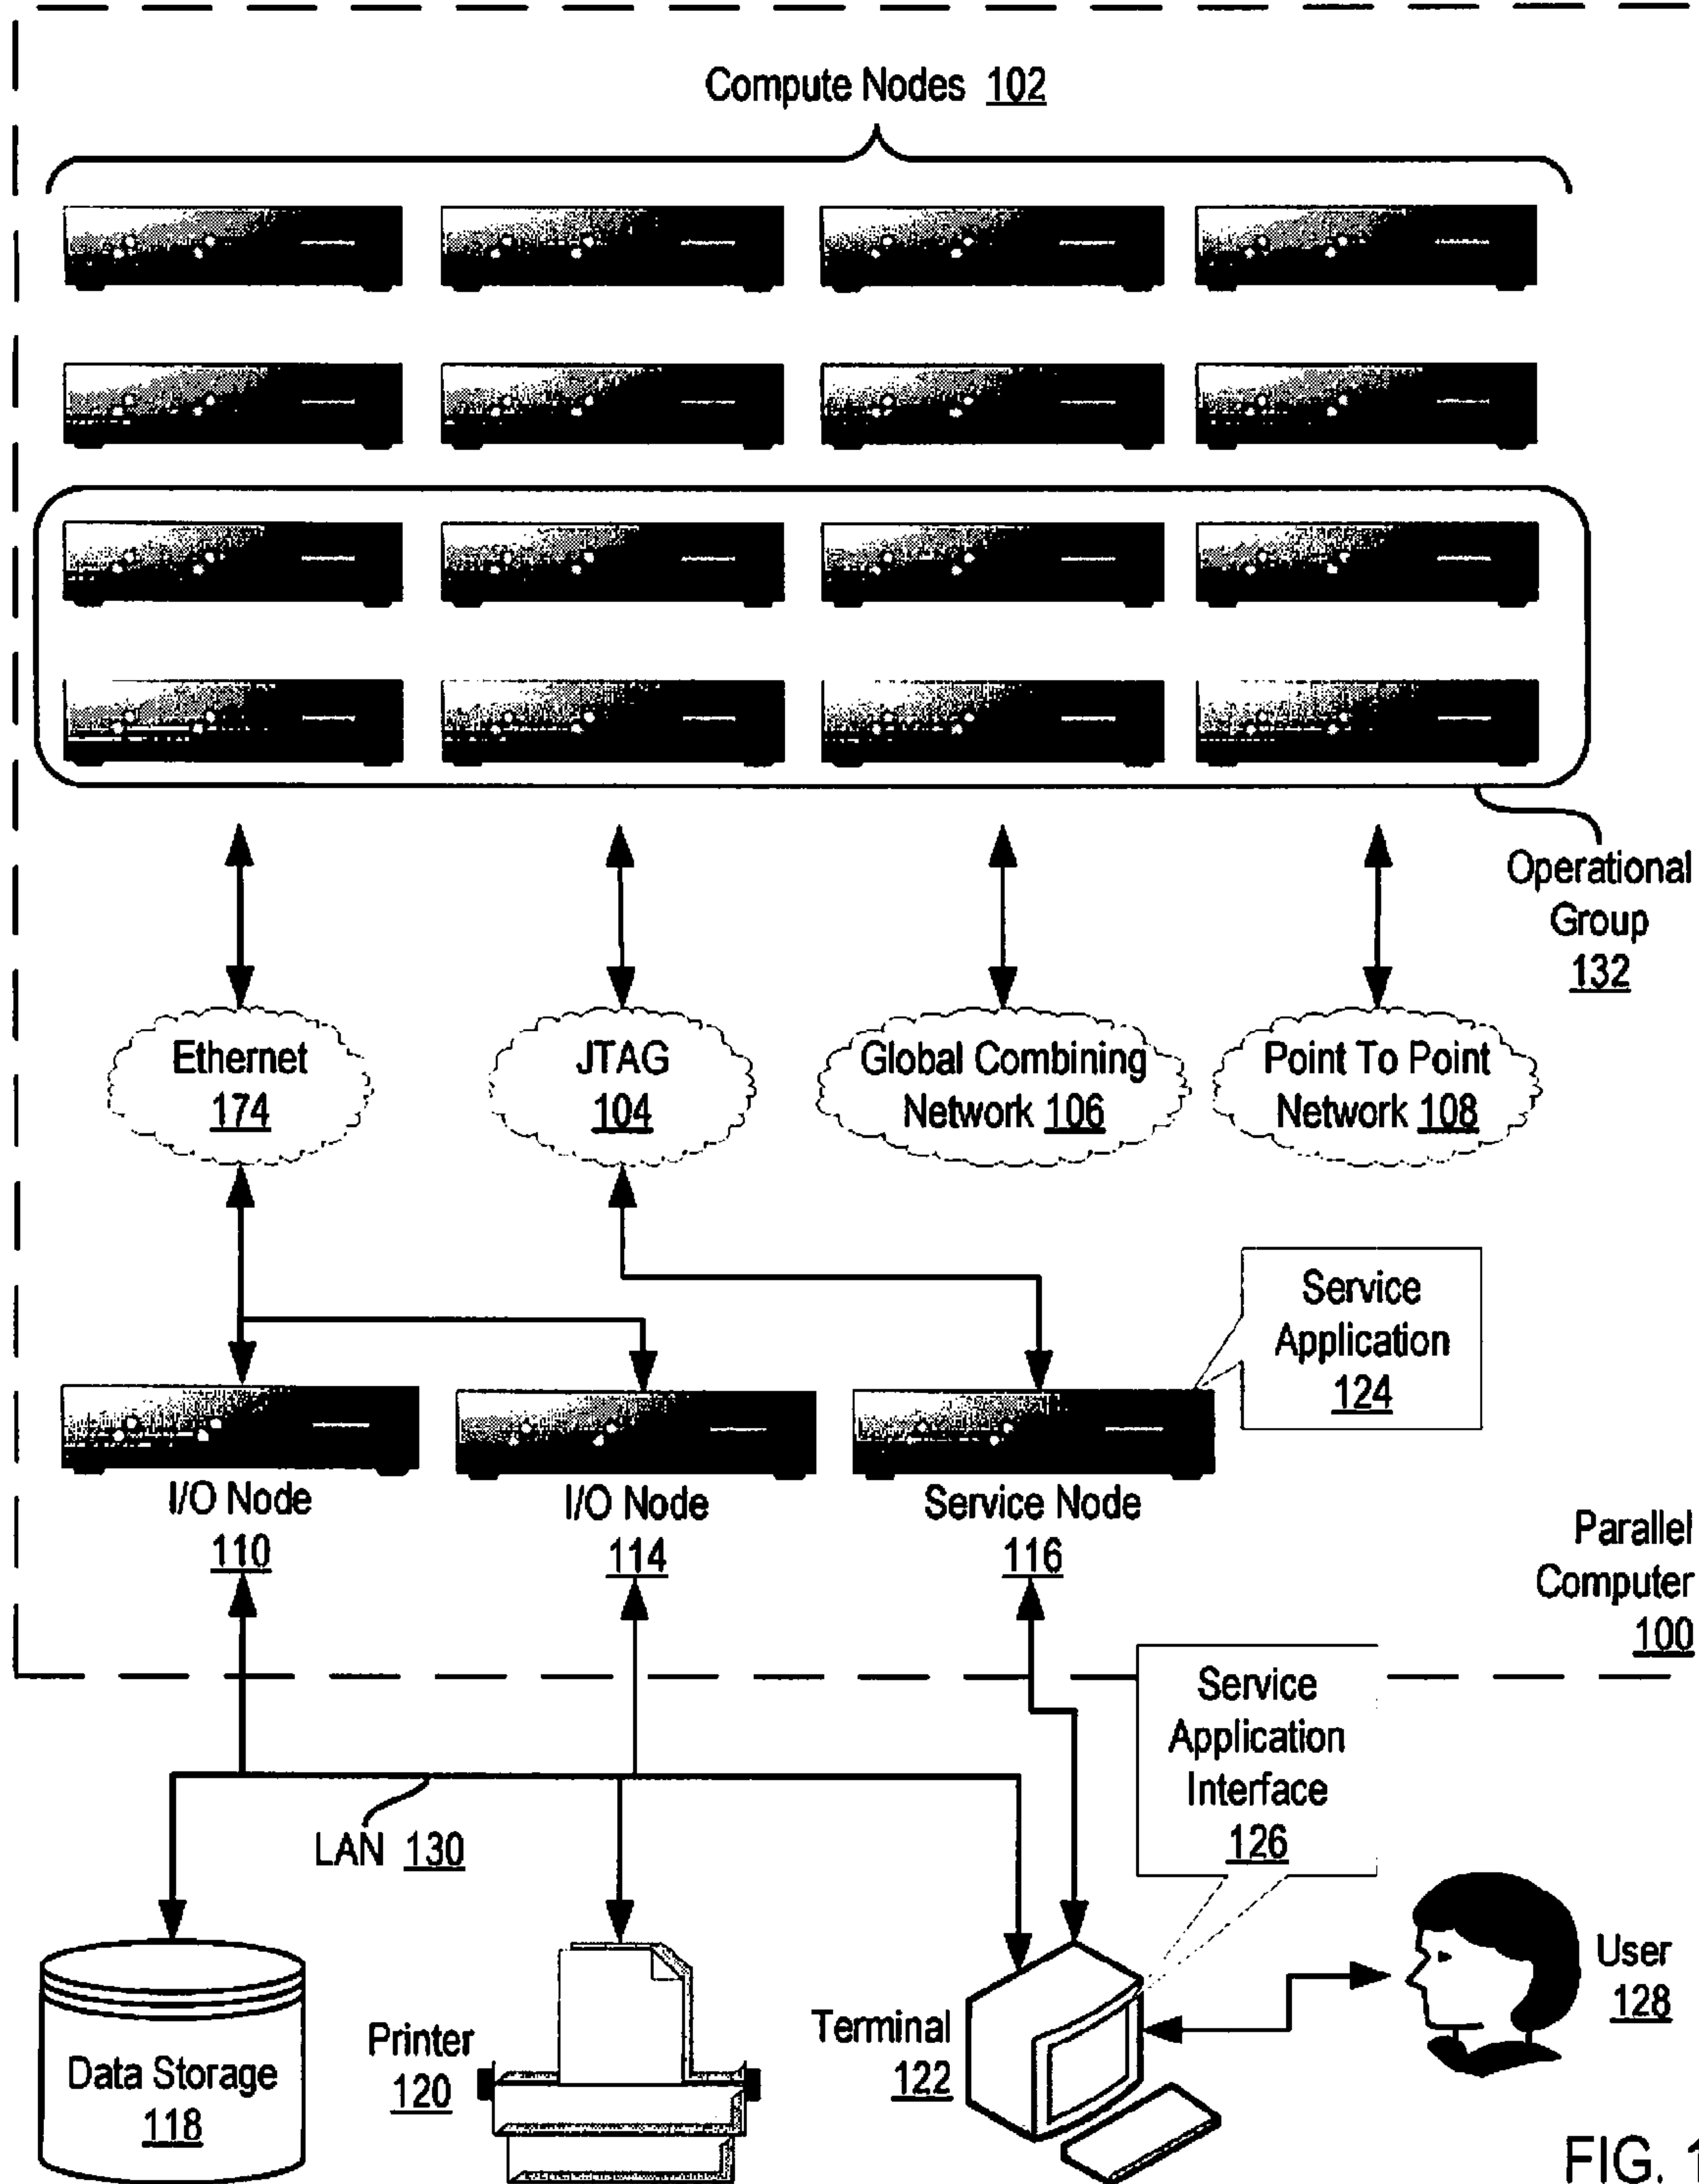 Compute Nodes 102
Operational
Group
132
Ethernet
174
JTAG
104
Global Combining
Network 106
Point To Point
Network 108
Service
Application
124
I/O Node
110
I/O Node
114
Service Node
116
Parallel
Computer
100
Service
Application
Interface
126
LAN 130
Data Storage
118
Printer
120
Terminal
122
User
128
FIG. 1